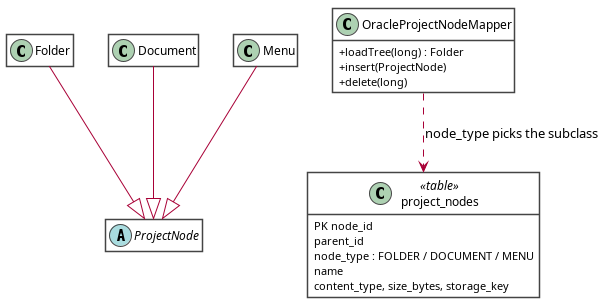 C Folder
C Document
C Menu
C OracleProjectNodeMapper
+loadTree(long) : Folder
+insert(ProjectNode)
+delete(long)
node_type picks the subclass
A ProjectNode
C «table»
project_nodes
PK node_id
parent_id
node_type : FOLDER / DOCUMENT / MENU
name
content_type, size_bytes, storage_key